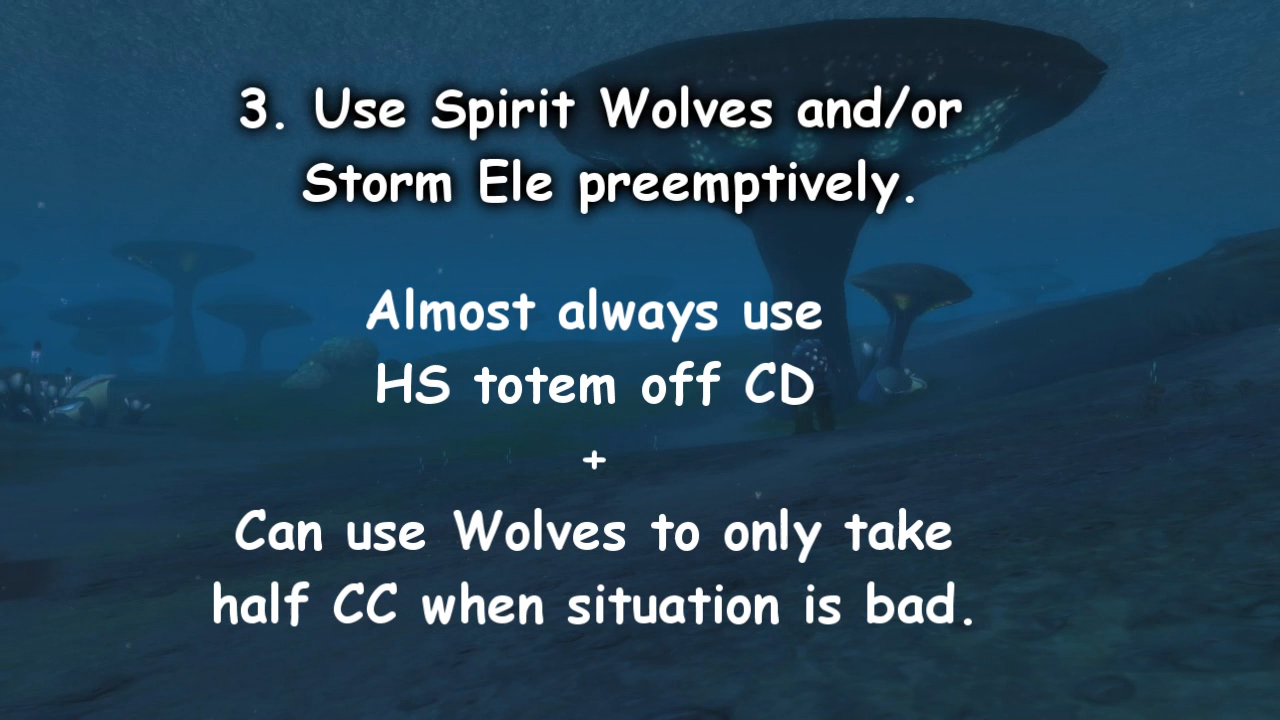 3. Use Spirit Wolves and/or
Storm Ele preemptively.
Almost always use
HS totem off CD
+
Can use Wolves to only take
half CC when situation is bad.